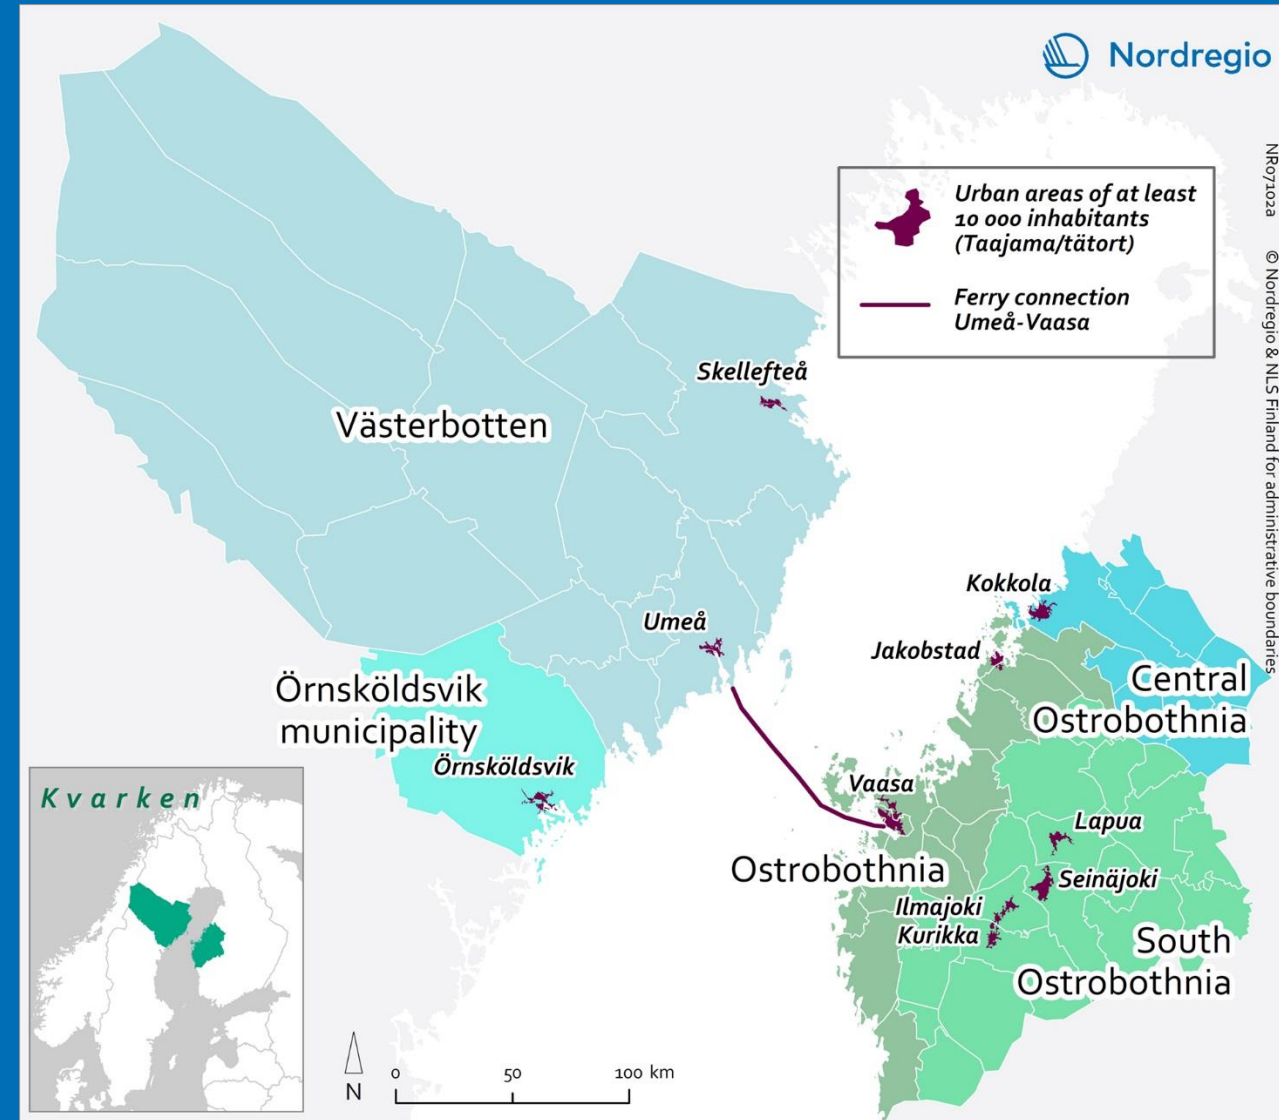 Nordregio
Urban areas of at least
10 000 inhabitants
(Taajama/tätort)
Ferry connection
Umeå-Vaasa
NR07102a © Nordregio & NLS Finland for administrative boundaries
Skellefteå
Västerbotten
Umeå
Kokkola
Jakobstad
Central
Ostrobothnia
Örnsköldsvik
municipality
Örnsköldsvik
Vaasa
Lapua
Ostrobothnia
Seinäjoki
Ilmajoki
Kurikka
South
Ostrobothnia
Kvarken
N
0 50 100 km